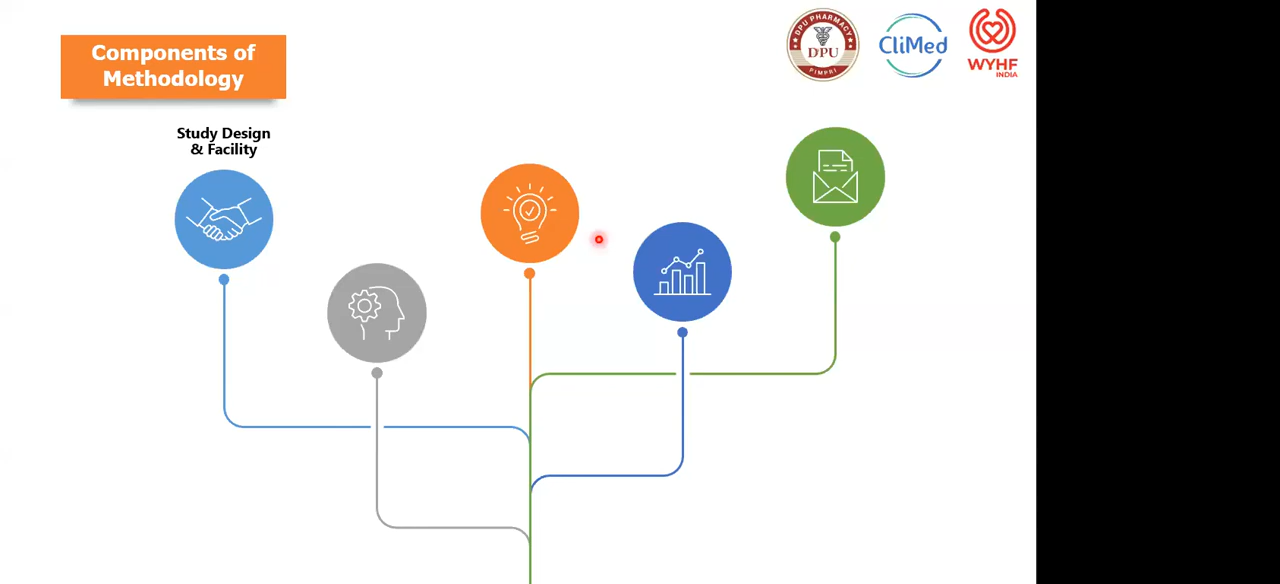 Components of
Methodology
DPU PHARMACY
DPU
PIMPRI
CliMed
WYHF
INDIA
Study Design
& Facility